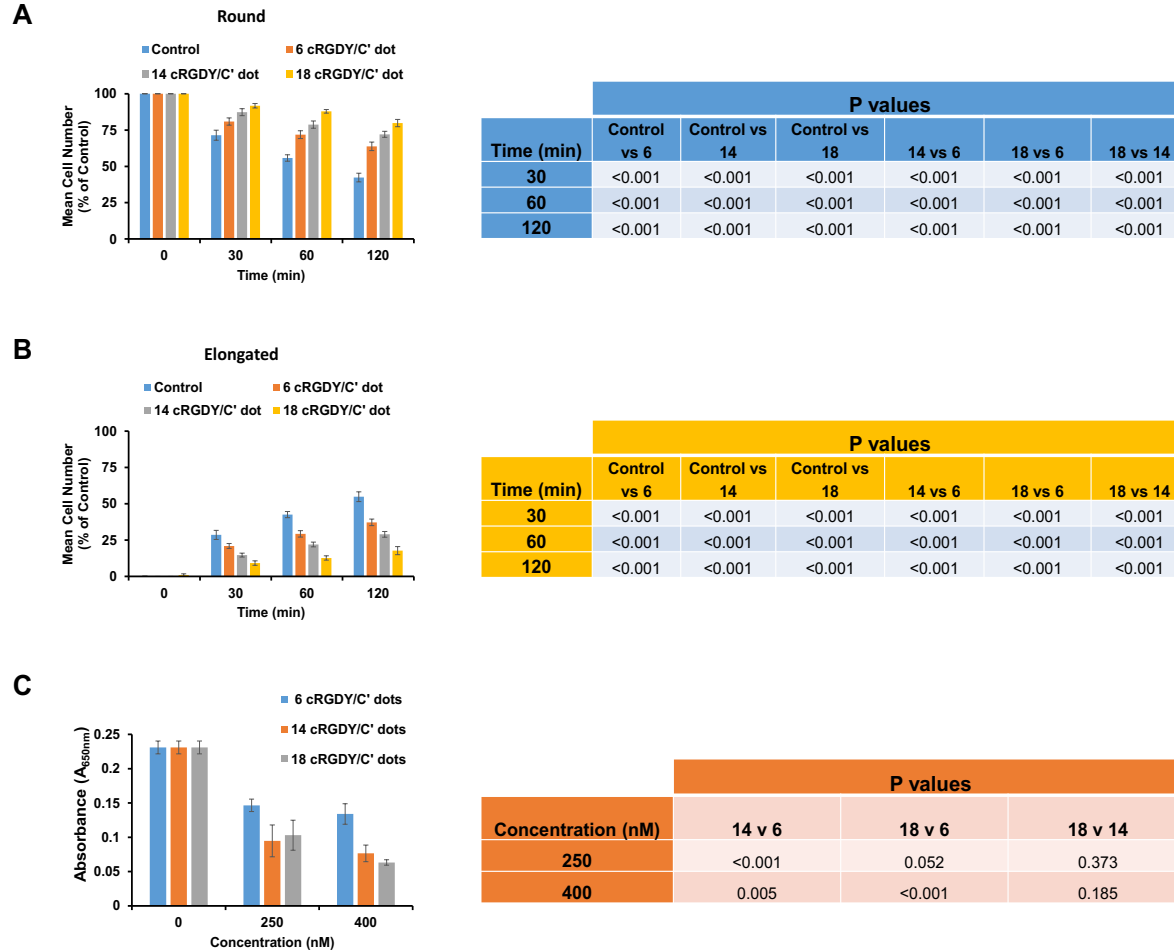 A
Round
Control
6 cRGDY/C' dot
14 cRGDY/C' dot
18 cRGDY/C' dot
Mean Cell Number
(% of Control)
100
75
50
25
0
0 30 60 120
Time (min)
P values
Time (min) Control vs 6 Control vs 14 Control vs 18 14 vs 6 18 vs 6 18 vs 14
30 <0.001 <0.001 <0.001 <0.001 <0.001 <0.001
60 <0.001 <0.001 <0.001 <0.001 <0.001 <0.001
120 <0.001 <0.001 <0.001 <0.001 <0.001 <0.001
B
Elongated
Control
6 cRGDY/C' dot
14 cRGDY/C' dot
18 cRGDY/C' dot
Mean Cell Number
(% of Control)
100
75
50
25
0
0 30 60 120
Time (min)
P values
Time (min) Control vs 6 Control vs 14 Control vs 18 14 vs 6 18 vs 6 18 vs 14
30 <0.001 <0.001 <0.001 <0.001 <0.001 <0.001
60 <0.001 <0.001 <0.001 <0.001 <0.001 <0.001
120 <0.001 <0.001 <0.001 <0.001 <0.001 <0.001
C
6 cRGDY/C' dots
14 cRGDY/C' dots
18 cRGDY/C' dots
Absorbance (A650nm)
0.25
0.2
0.15
0.1
0.05
0
0 250 400
Concentration (nM)
P values
Concentration (nM) 14 v 6 18 v 6 18 v 14
250 <0.001 0.052 0.373
400 0.005 <0.001 0.185